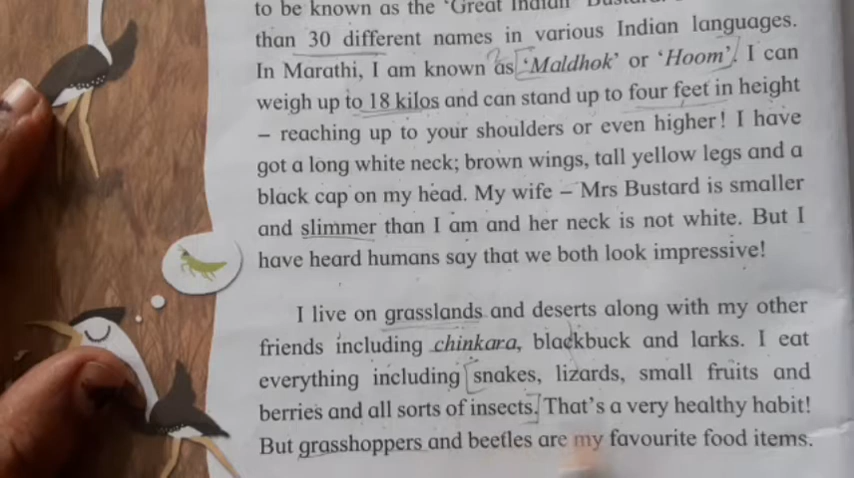 to be known as the 'Great Indian Bustard
than 30 different names in various Indian languages.
In Marathi, I am known as 'Maldhok' or 'Hoom'. I can
weigh up to 18 kilos and can stand up to four feet in height
– reaching up to your shoulders or even higher! I have
got a long white neck; brown wings, tall yellow legs and a
black cap on my head. My wife – Mrs Bustard is smaller
and slimmer than I am and her neck is not white. But I
have heard humans say that we both look impressive!
I live on grasslands and deserts along with my other
friends including chinkara, blackbuck and larks. I eat
everything including snakes, lizards, small fruits and
berries and all sorts of insects. That's a very healthy habit!
But grasshoppers and beetles are my favourite food items.